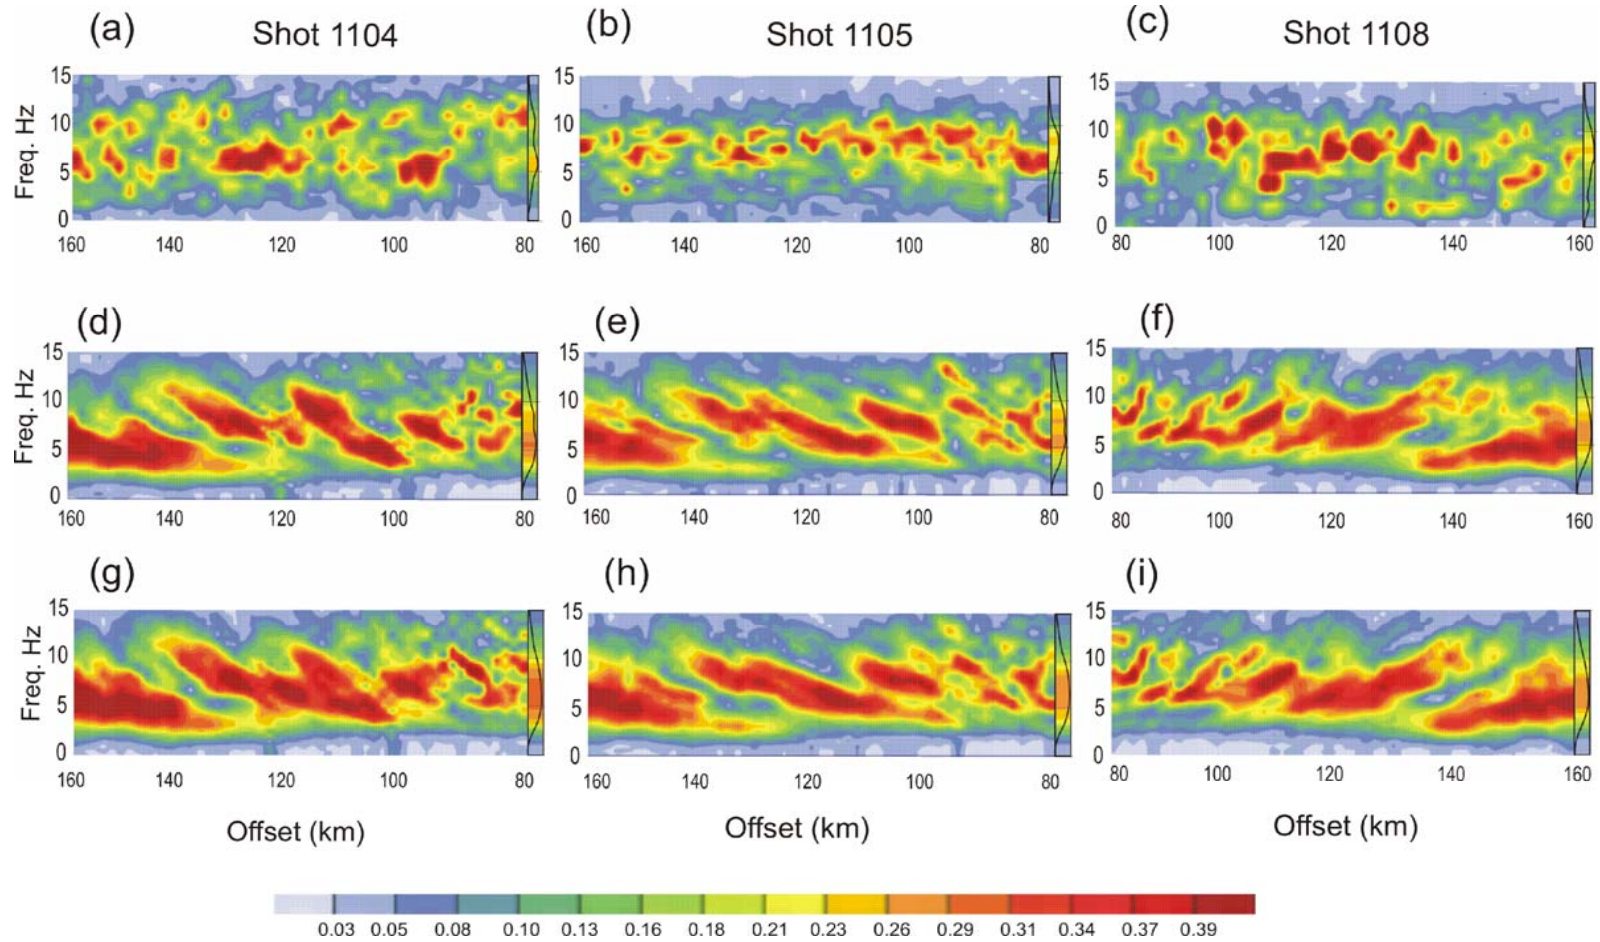 (a) Shot 1104 (b) Shot 1105 (c) Shot 1108
Freq. Hz
15 10 5 0
160 140 120 100 80
15 10 5 0
160 140 120 100 80
15 10 5 0
80 100 120 140 160
(d) (e) (f)
Freq. Hz
15 10 5 0
160 140 120 100 80
15 10 5 0
160 140 120 100 80
15 10 5 0
80 100 120 140 160
(g) (h) (i)
Freq. Hz
15 10 5 0
160 140 120 100 80
15 10 5 0
160 140 120 100 80
15 10 5 0
80 100 120 140 160
Offset (km) Offset (km) Offset (km)
0.03 0.05 0.08 0.10 0.13 0.16 0.18 0.21 0.23 0.26 0.29 0.31 0.34 0.37 0.39